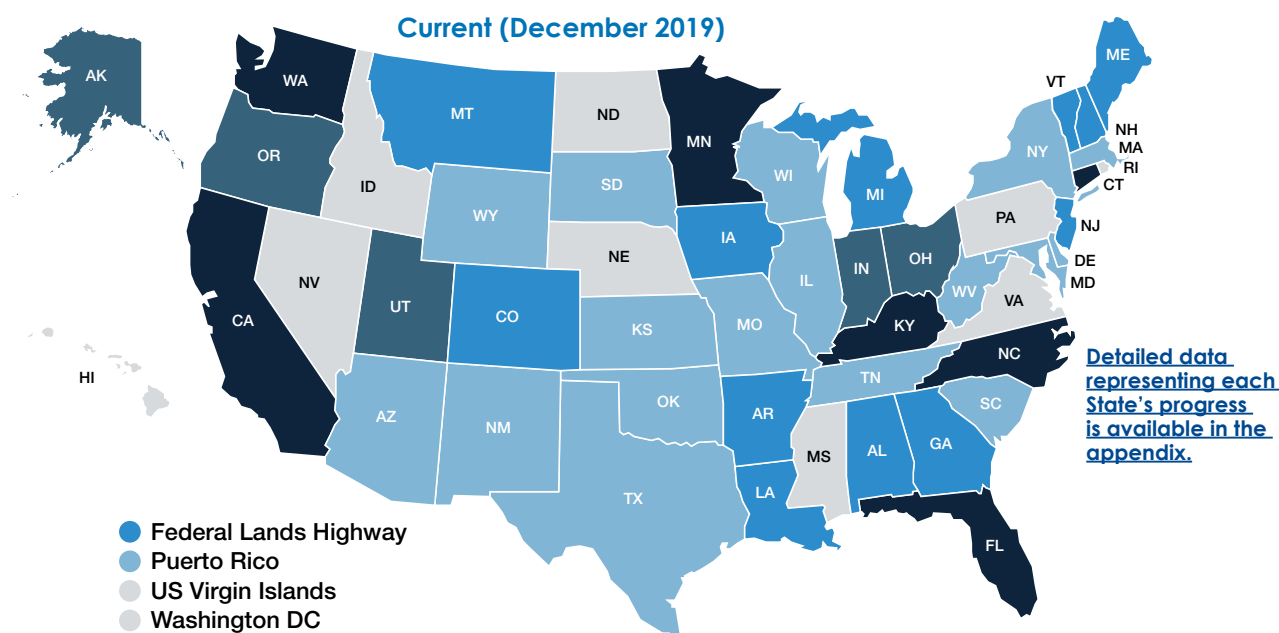 Current (December 2019)
AK
WA
MT
ND
MN
VT
ME
OR
ID
SD
WI
NY
NH
MA
RI
CT
WY
MI
IA
PA
NJ
NE
NV
UT
CO
IL
IN
OH
DE
MD
WV
VA
CA
KS
MO
KY
NC
HI
AZ
NM
OK
AR
TN
SC
MS
AL
GA
TX
LA
FL
Detailed data
representing each
State’s progress
is available in the
appendix.
Federal Lands Highway
Puerto Rico
US Virgin Islands
Washington DC